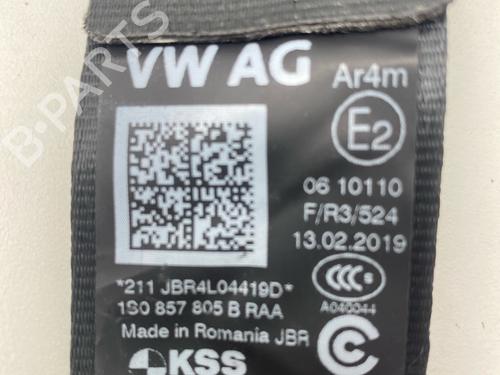 VW AG
Ar4m
E2
06 10110
F/R3/524
13.02.2019
*211 JBR4L04419D*
1S0 857 805 B RAA
Made in Romania JBR
CCC S
A040044
C
KSS
B-PARTS